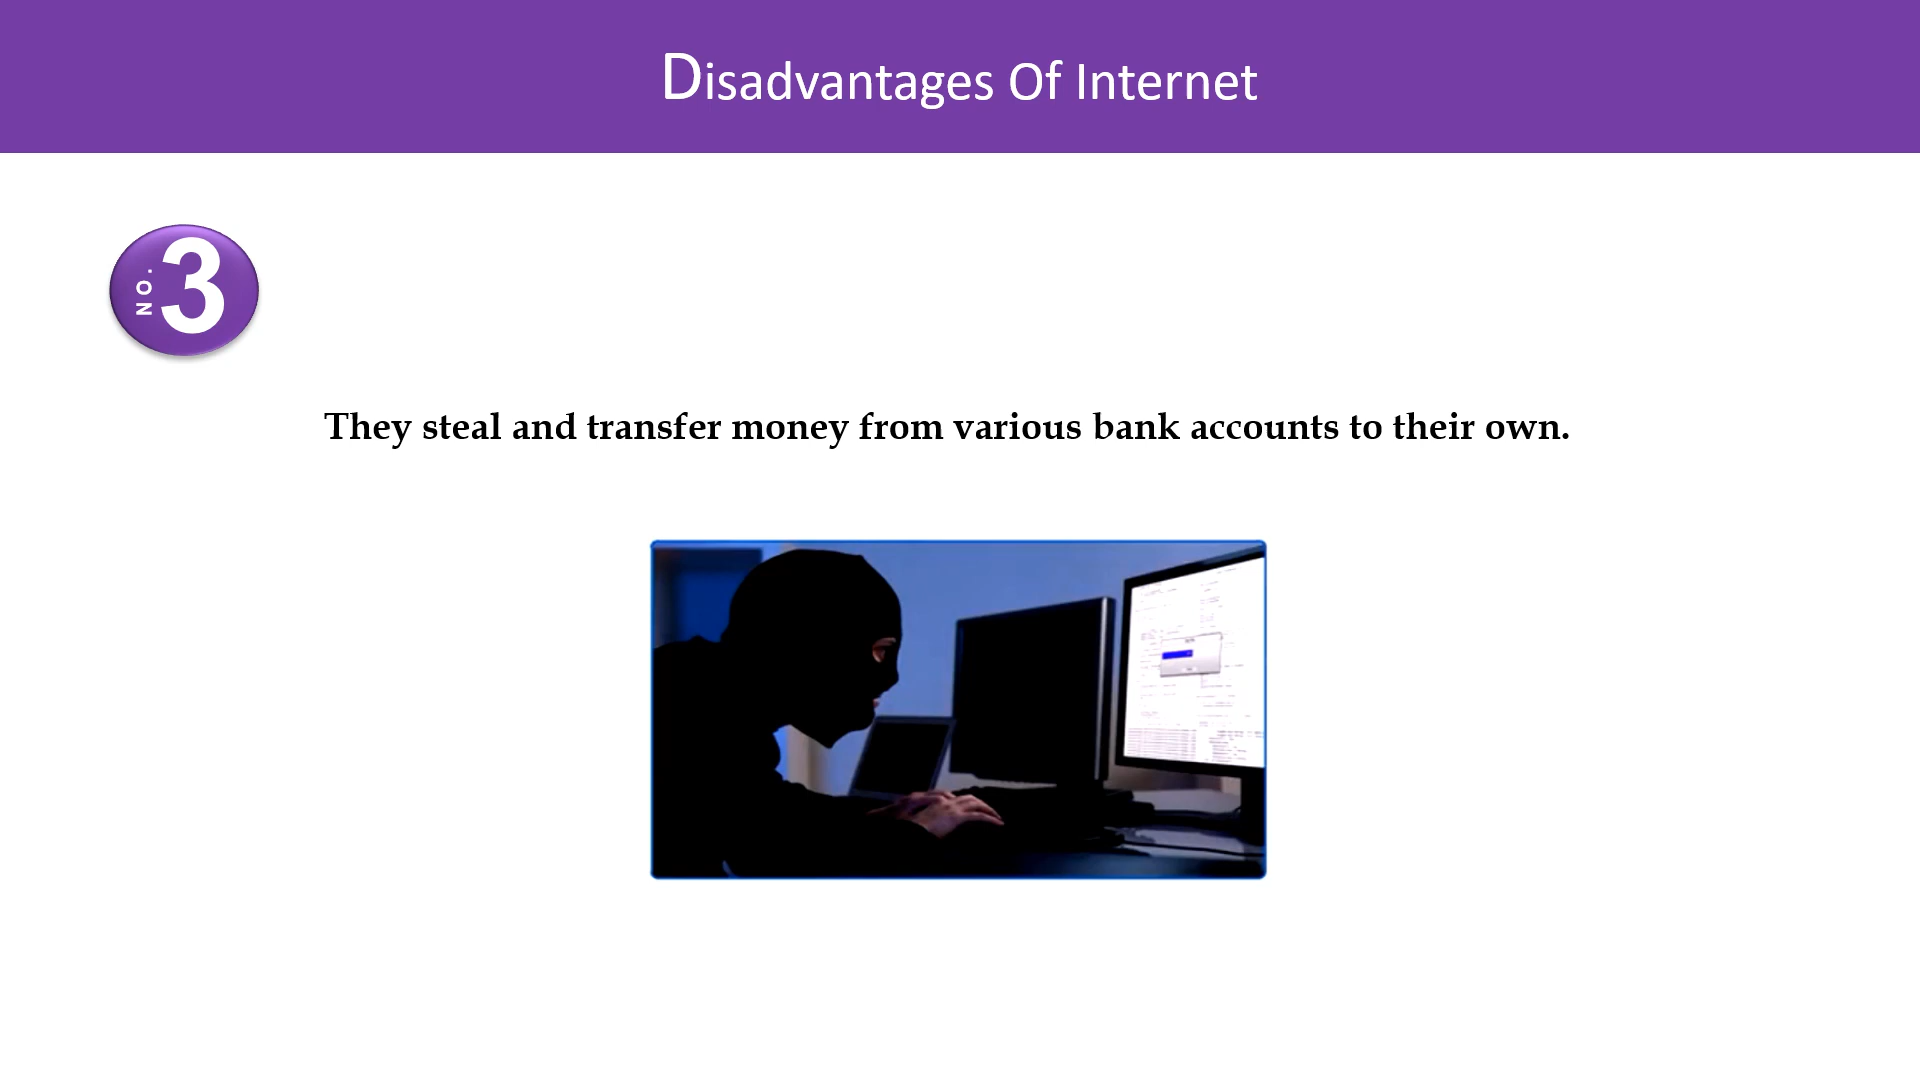 Disadvantages Of Internet
NO. 3
They steal and transfer money from various bank accounts to their own.